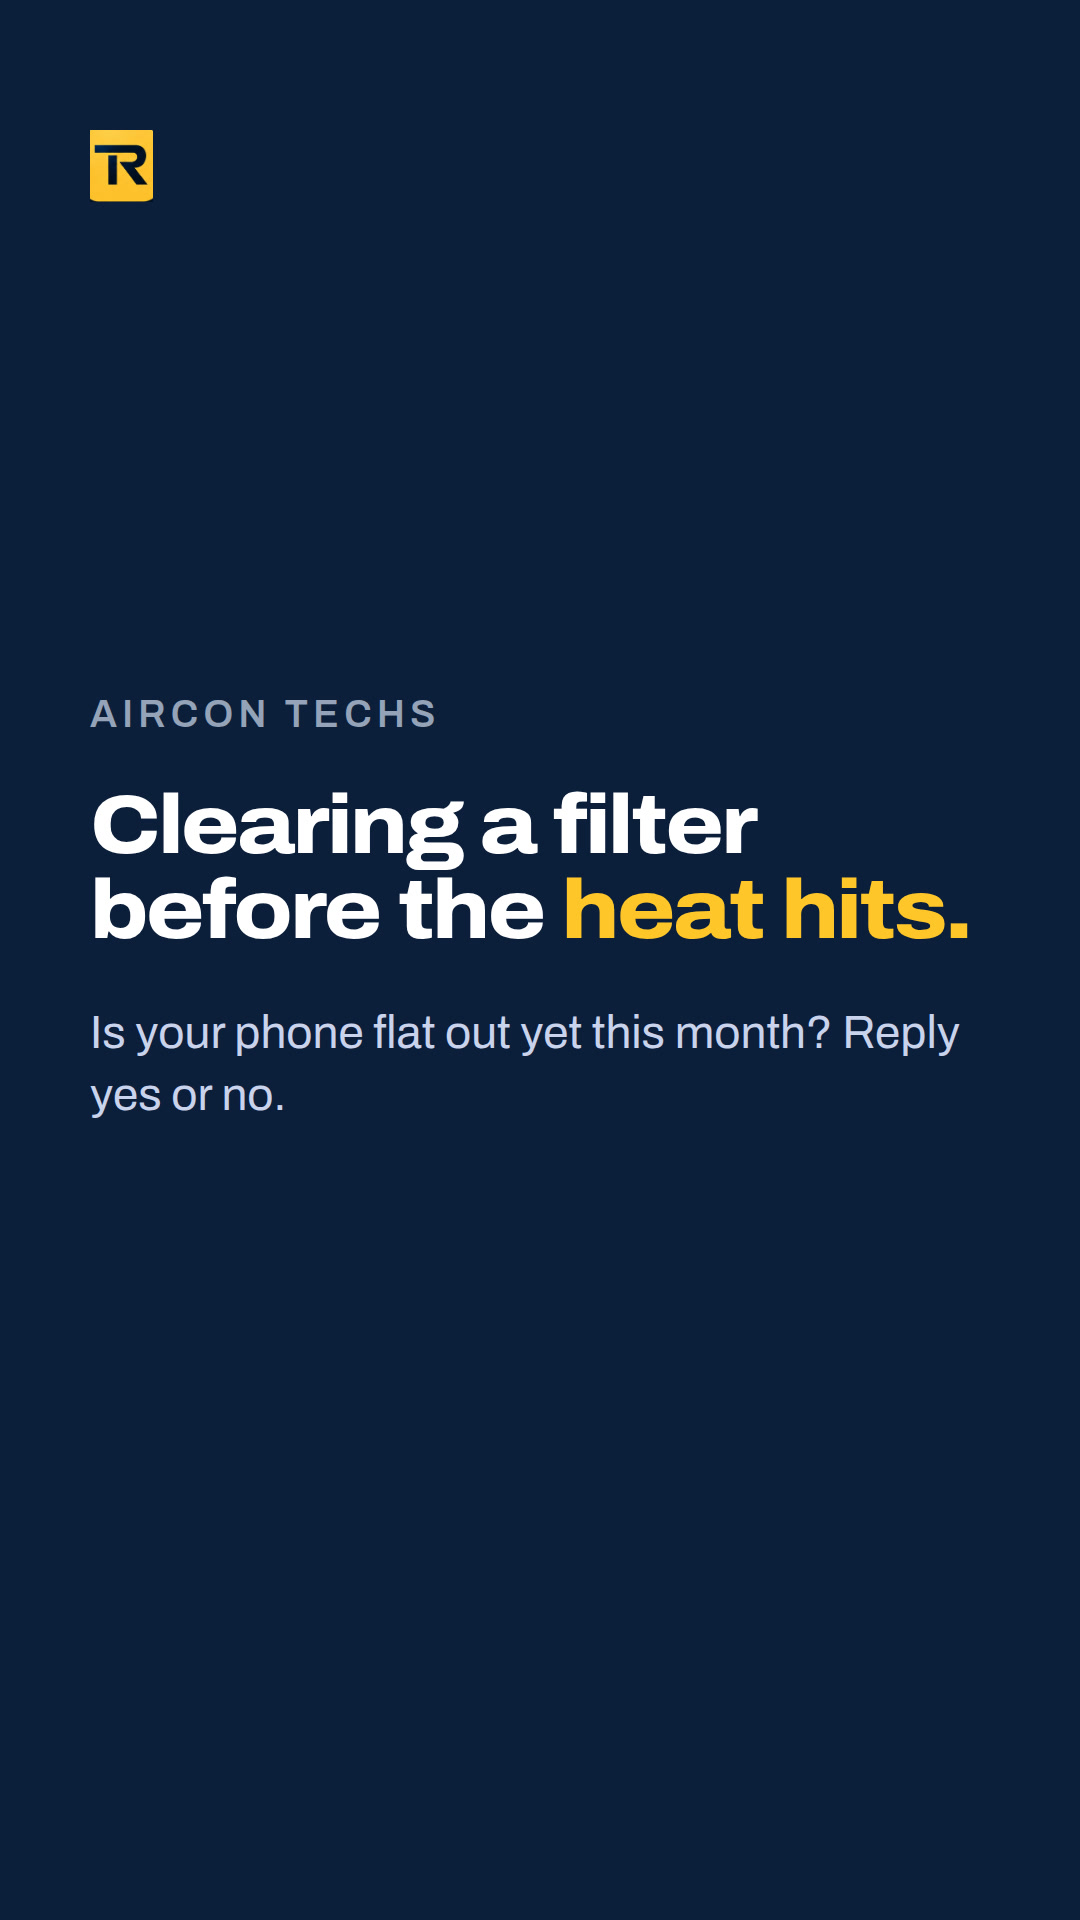 TR
AIRCON TECHS
Clearing a filter
before the heat hits.
Is your phone flat out yet this month? Reply
yes or no.